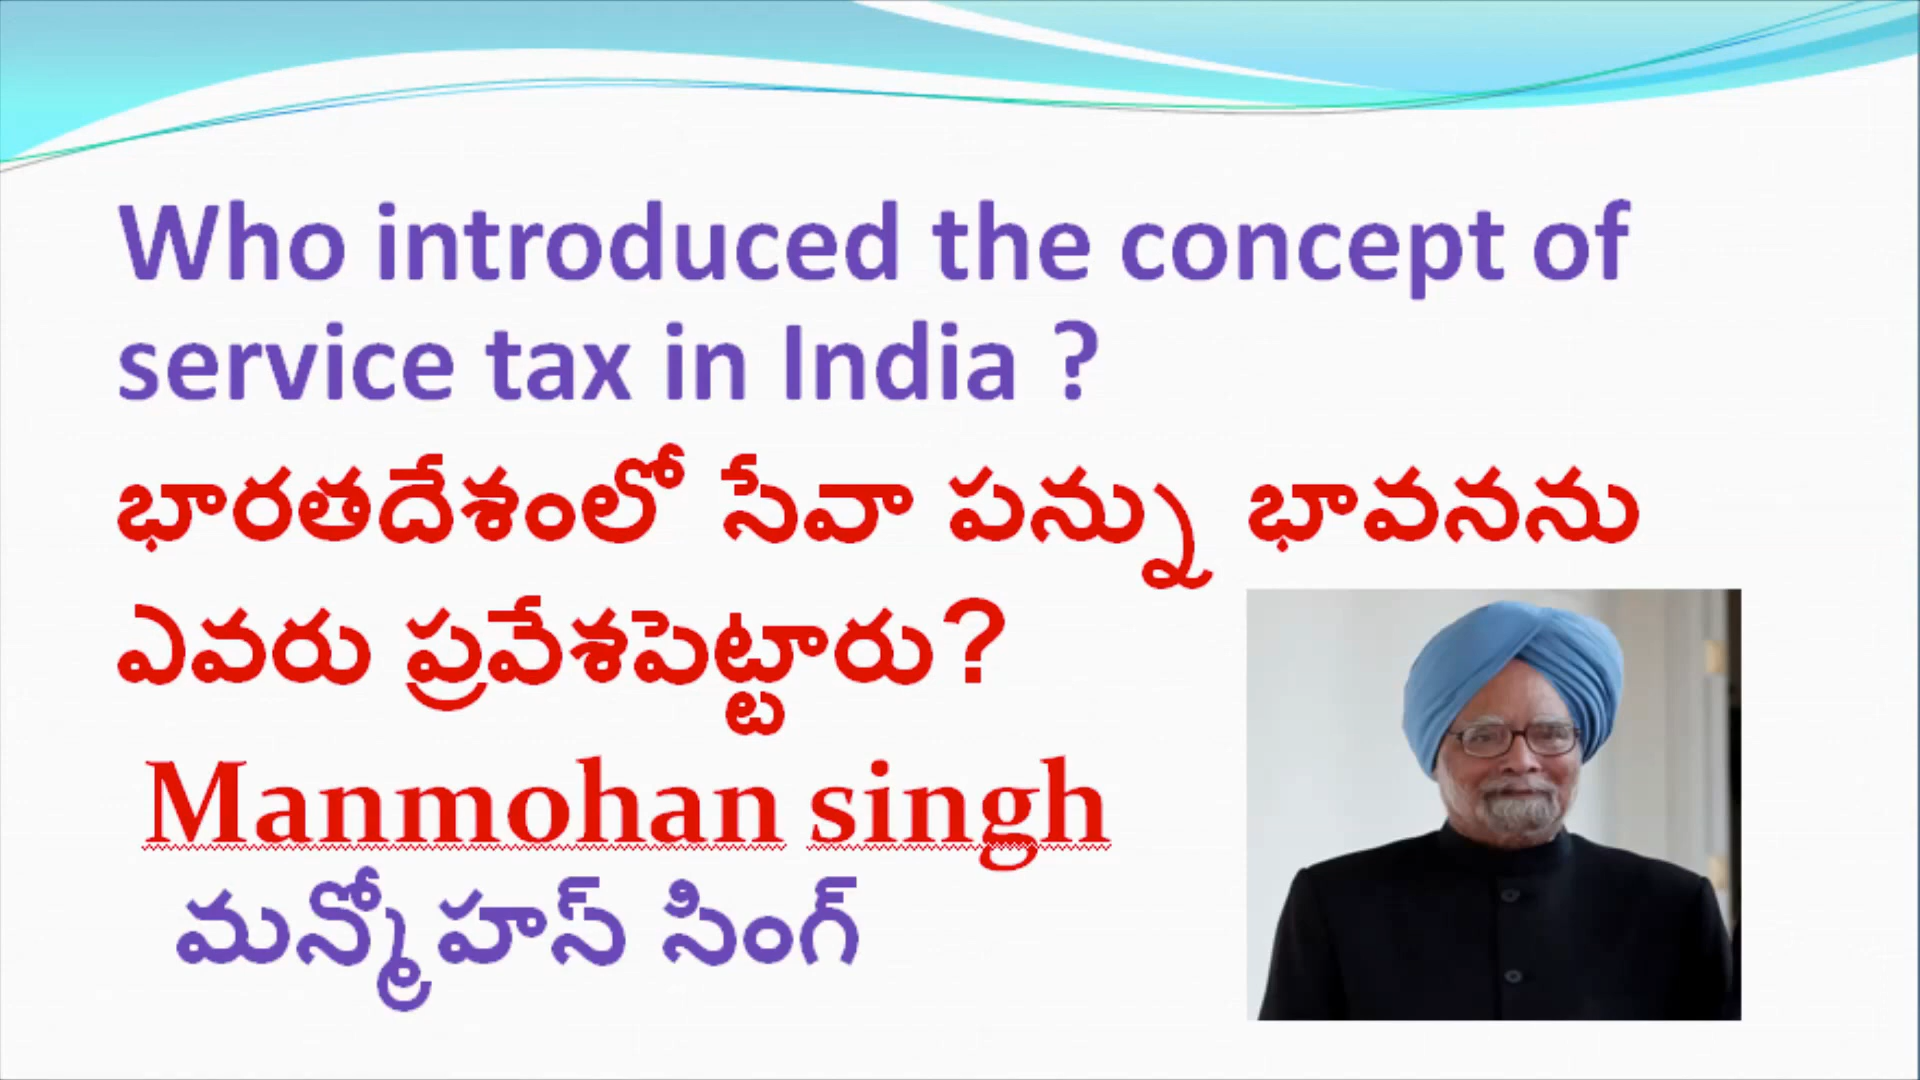 Who introduced the concept of
service tax in India ?
భారతదేశంలో సేవా పన్ను భావనను
ఎవరు ప్రవేశపెట్టారు?
Manmohan singh
మన్మోహన్ సింగ్